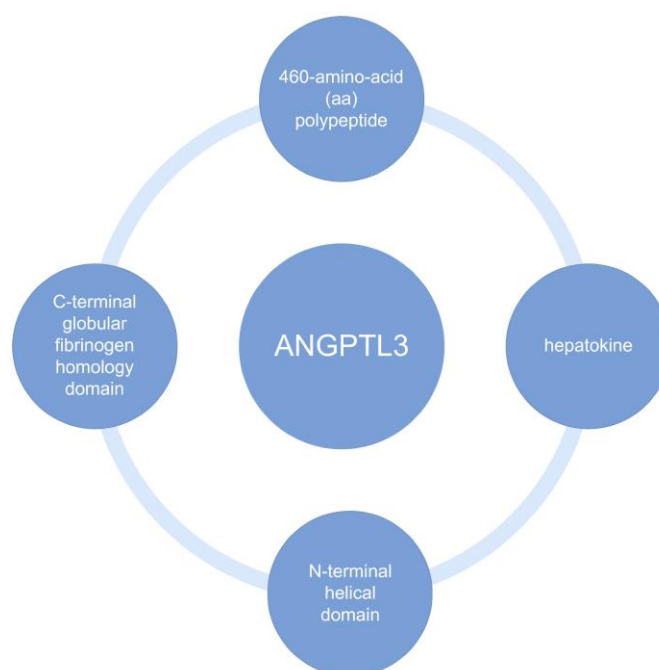 460-amino-acid
(aa)
polypeptide
C-terminal
globular
fibrinogen
homology
domain
ANGPTL3
hepatokine
N-terminal
helical
domain